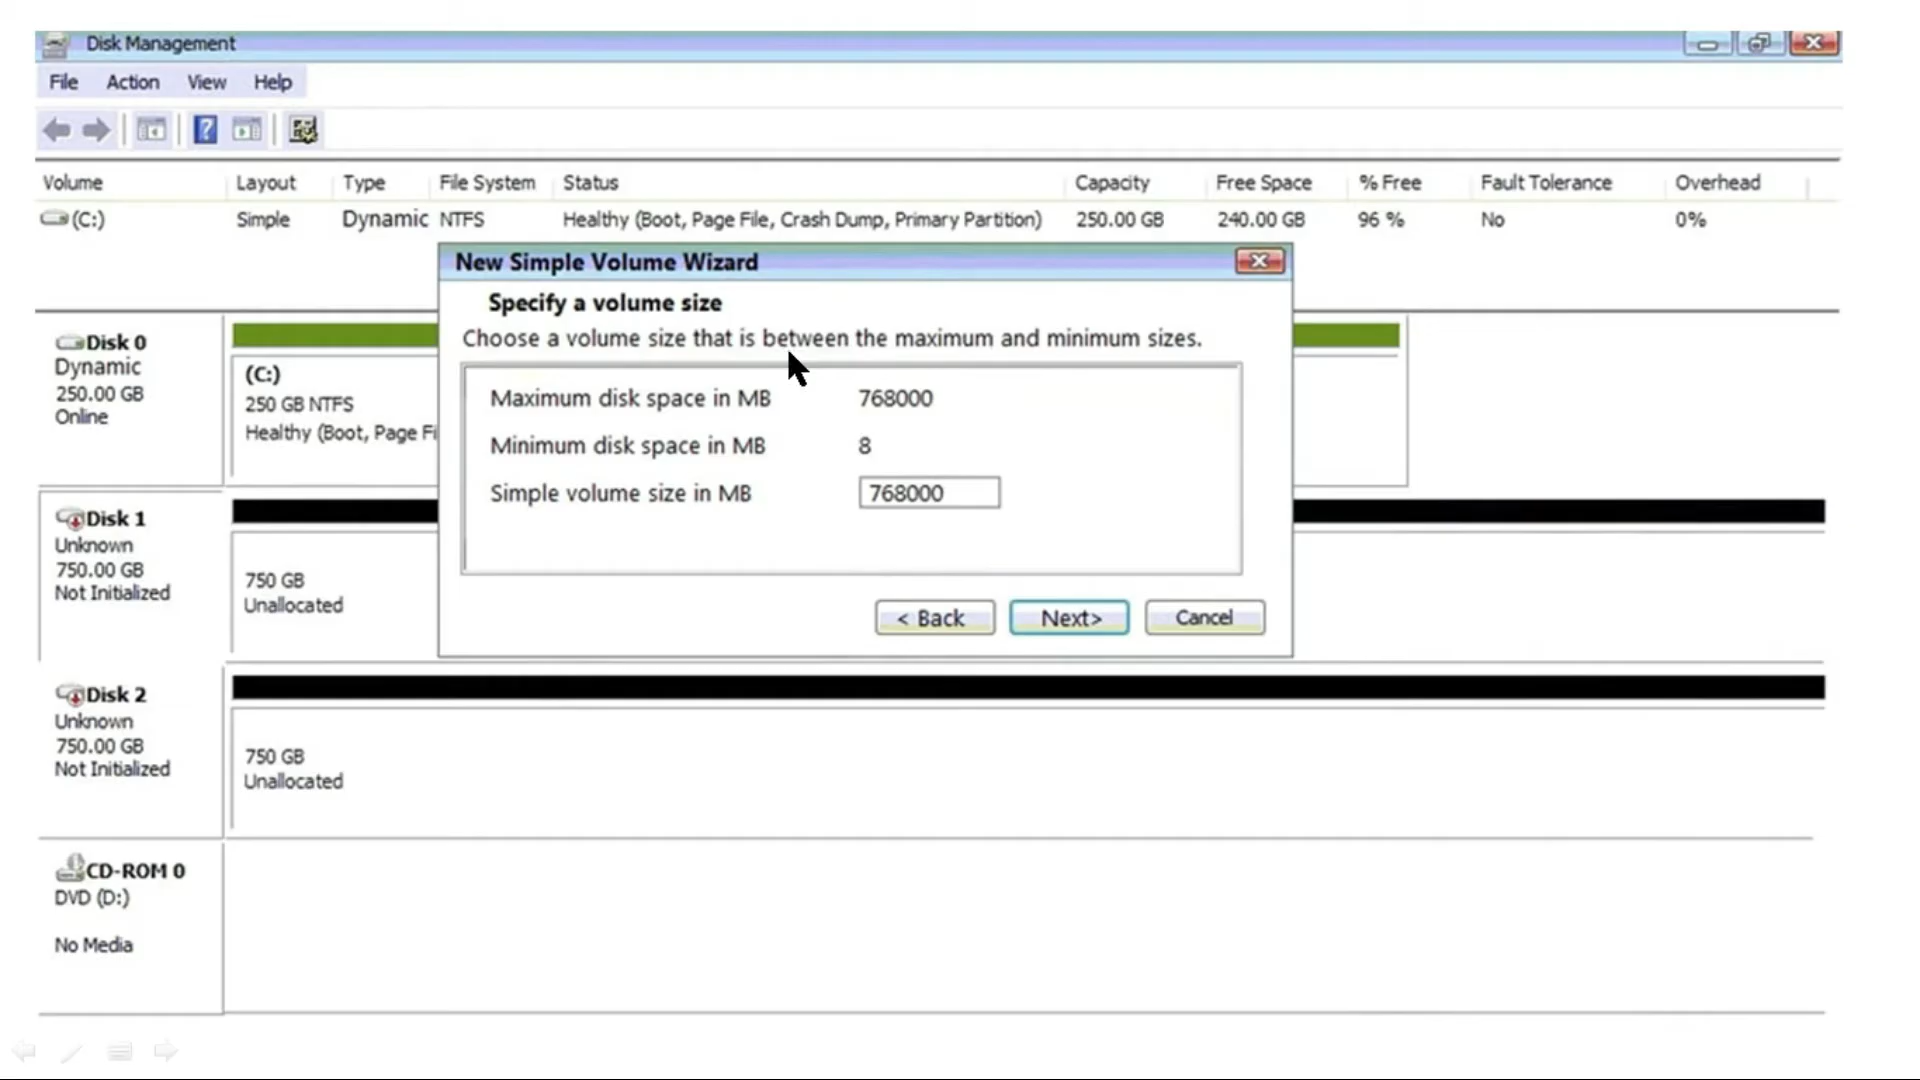 Disk Management
File Action View Help
Volume Layout Type File System Status Capacity Free Space % Free Fault Tolerance Overhead
(C:) Simple Dynamic NTFS Healthy (Boot, Page File, Crash Dump, Primary Partition) 250.00 GB 240.00 GB 96 % No 0%
New Simple Volume Wizard
Specify a volume size
Choose a volume size that is between the maximum and minimum sizes.
Maximum disk space in MB 768000
Minimum disk space in MB 8
Simple volume size in MB 768000
< Back Next> Cancel
Disk 0
Dynamic
250.00 GB
Online
(C:)
250 GB NTFS
Healthy (Boot, Page Fi
Disk 1
Unknown
750.00 GB
Not Initialized
750 GB
Unallocated
Disk 2
Unknown
750.00 GB
Not Initialized
750 GB
Unallocated
CD-ROM 0
DVD (D:)
No Media